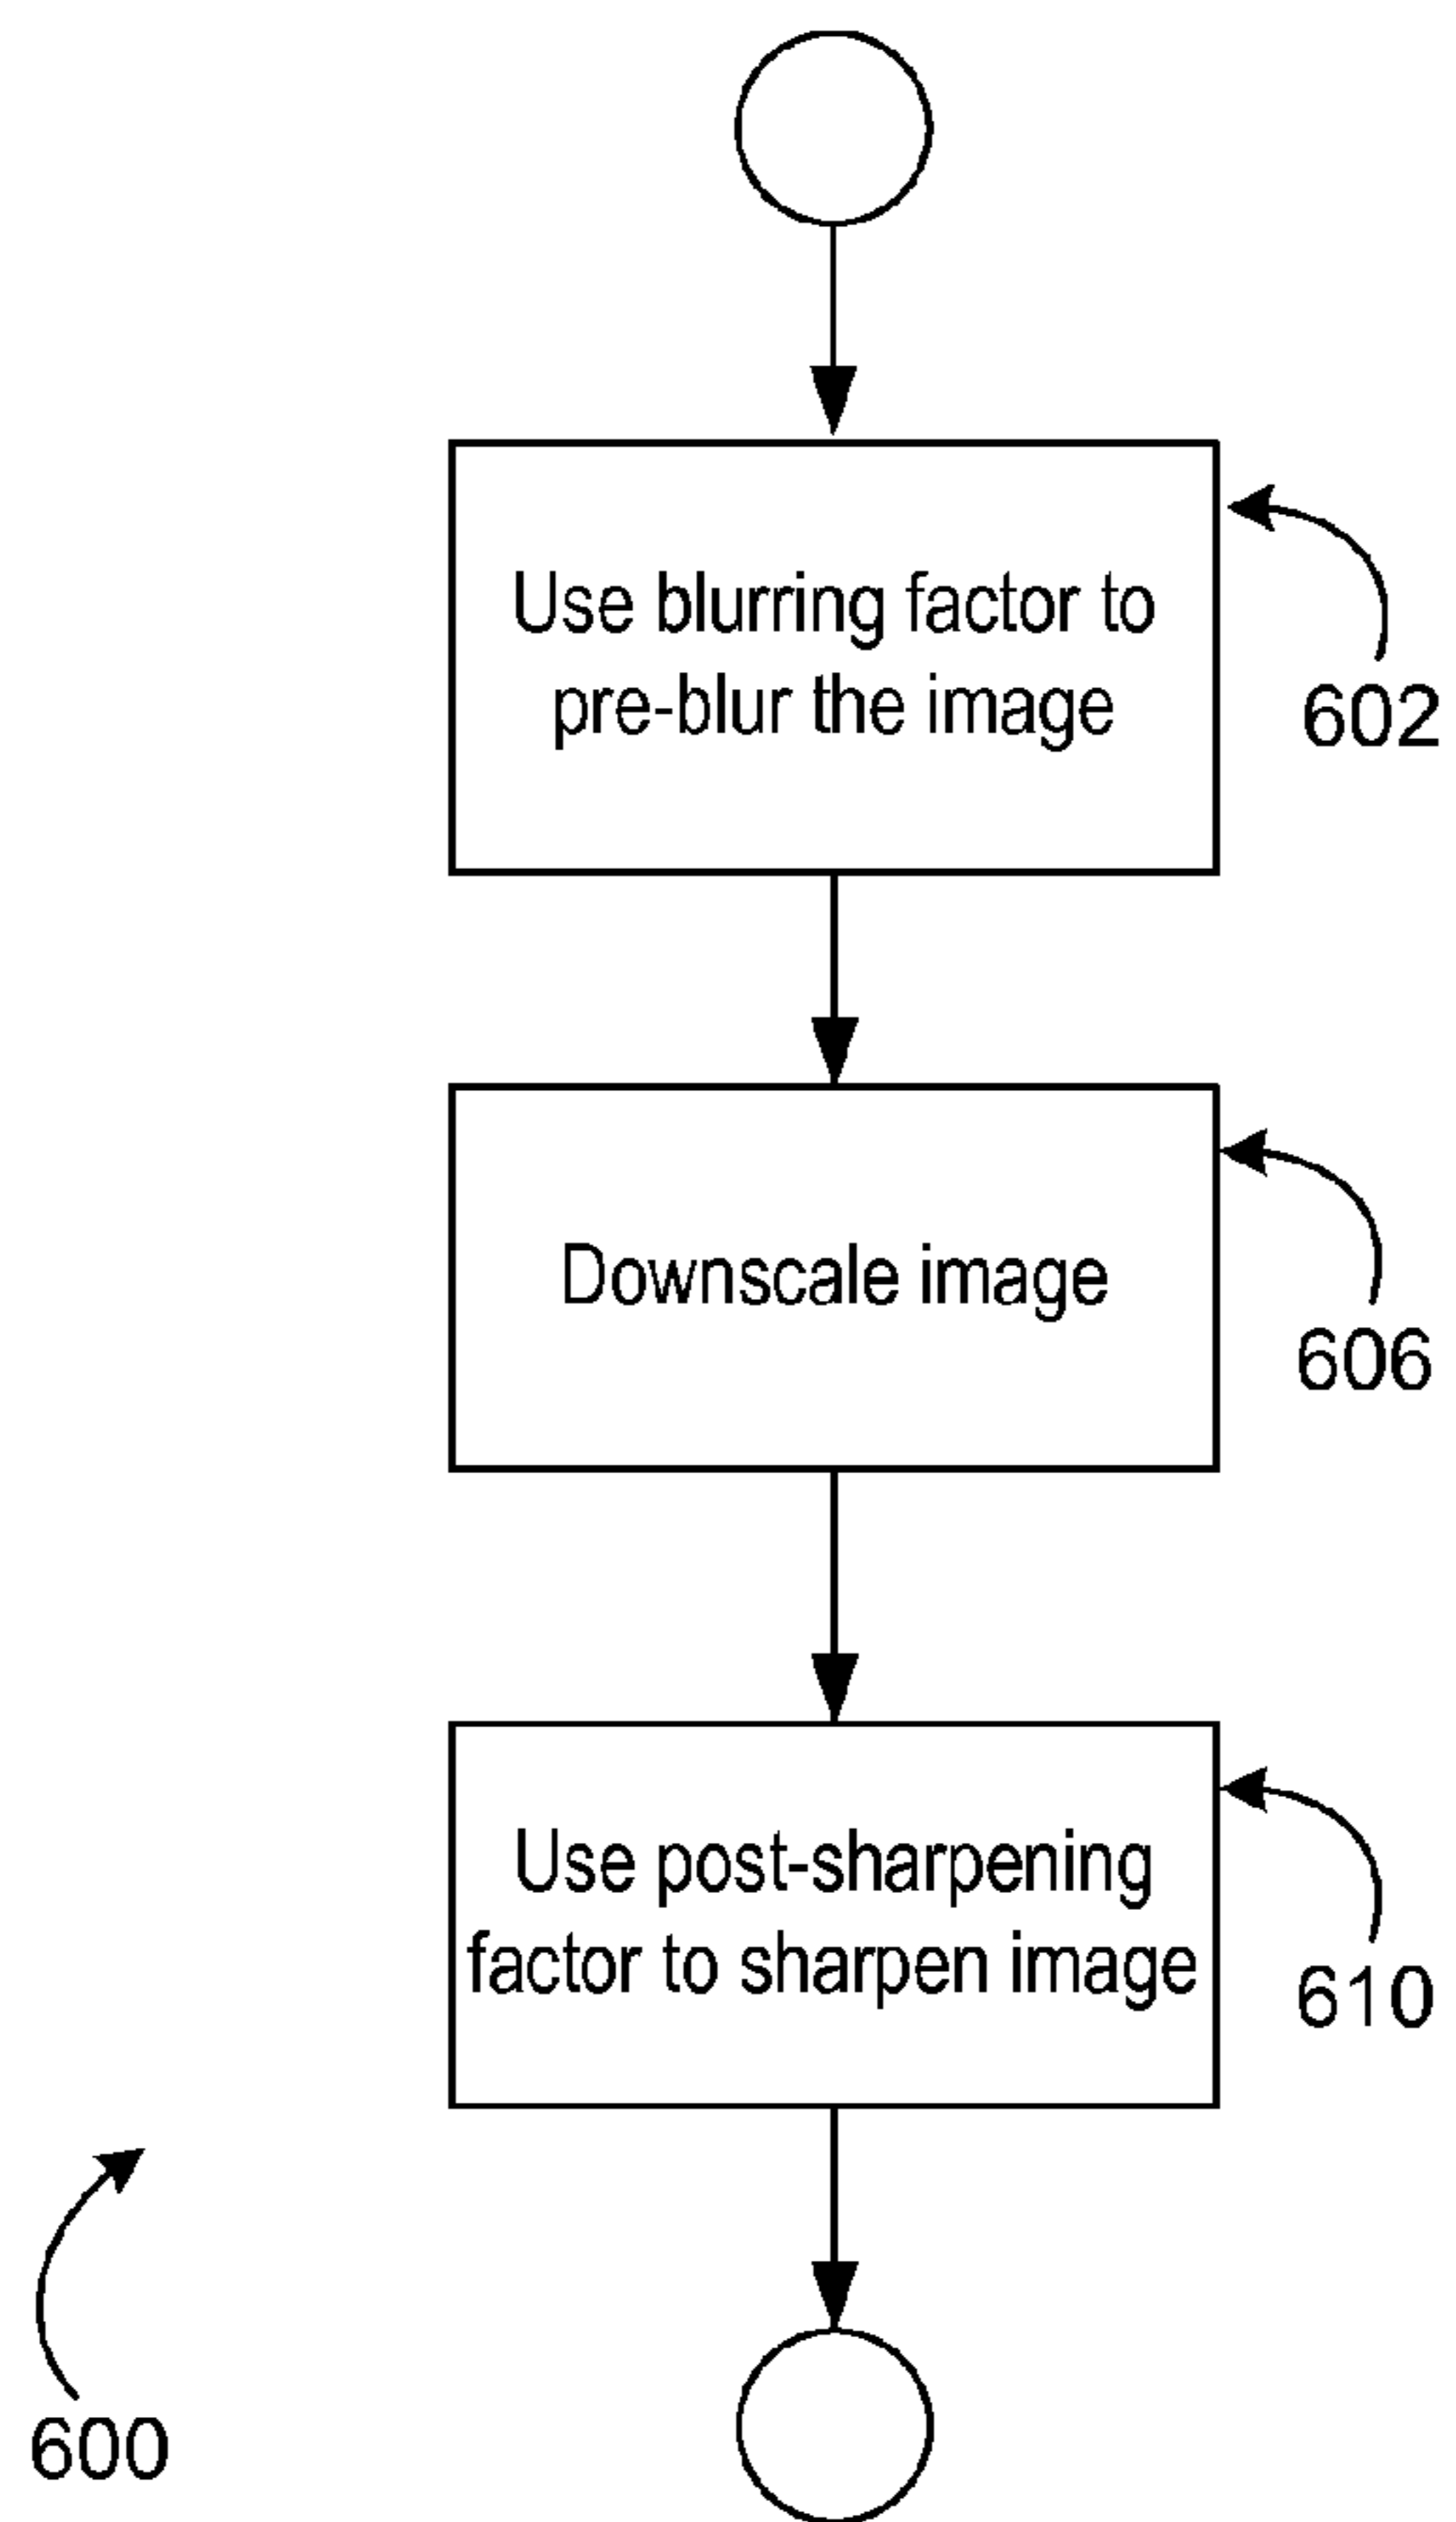 Use blurring factor to
pre-blur the image
602
Downscale image
606
Use post-sharpening
factor to sharpen image
610
600